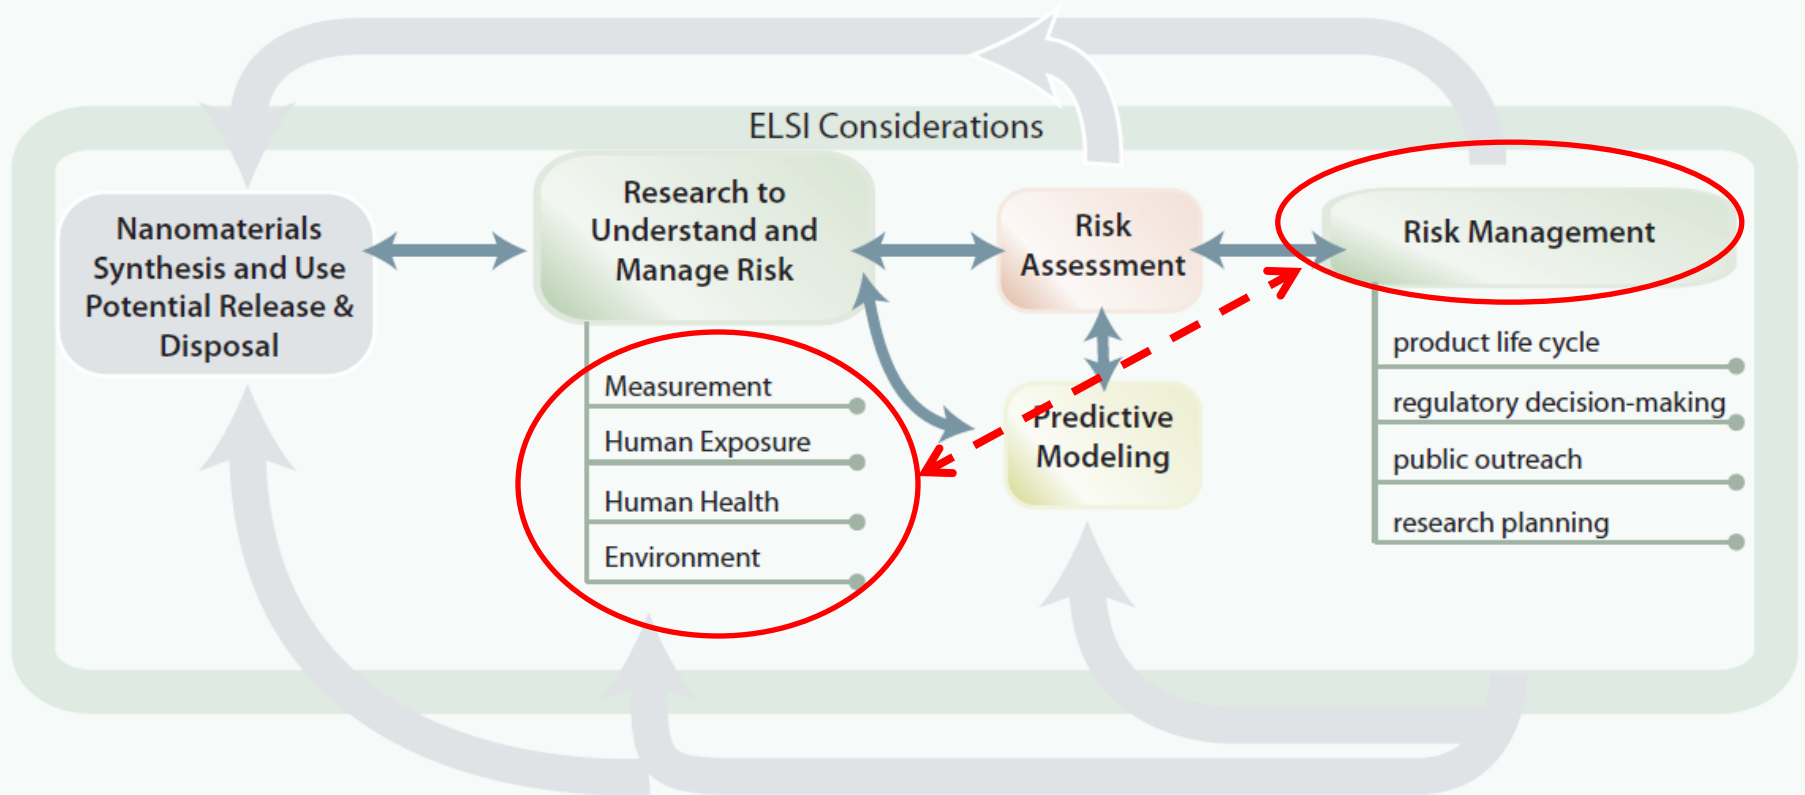 ELSI Considerations
Nanomaterials
Synthesis and Use
Potential Release &
Disposal
Research to
Understand and
Manage Risk
Measurement
Human Exposure
Human Health
Environment
Risk
Assessment
Predictive
Modeling
Risk Management
product life cycle
regulatory decision-making
public outreach
research planning